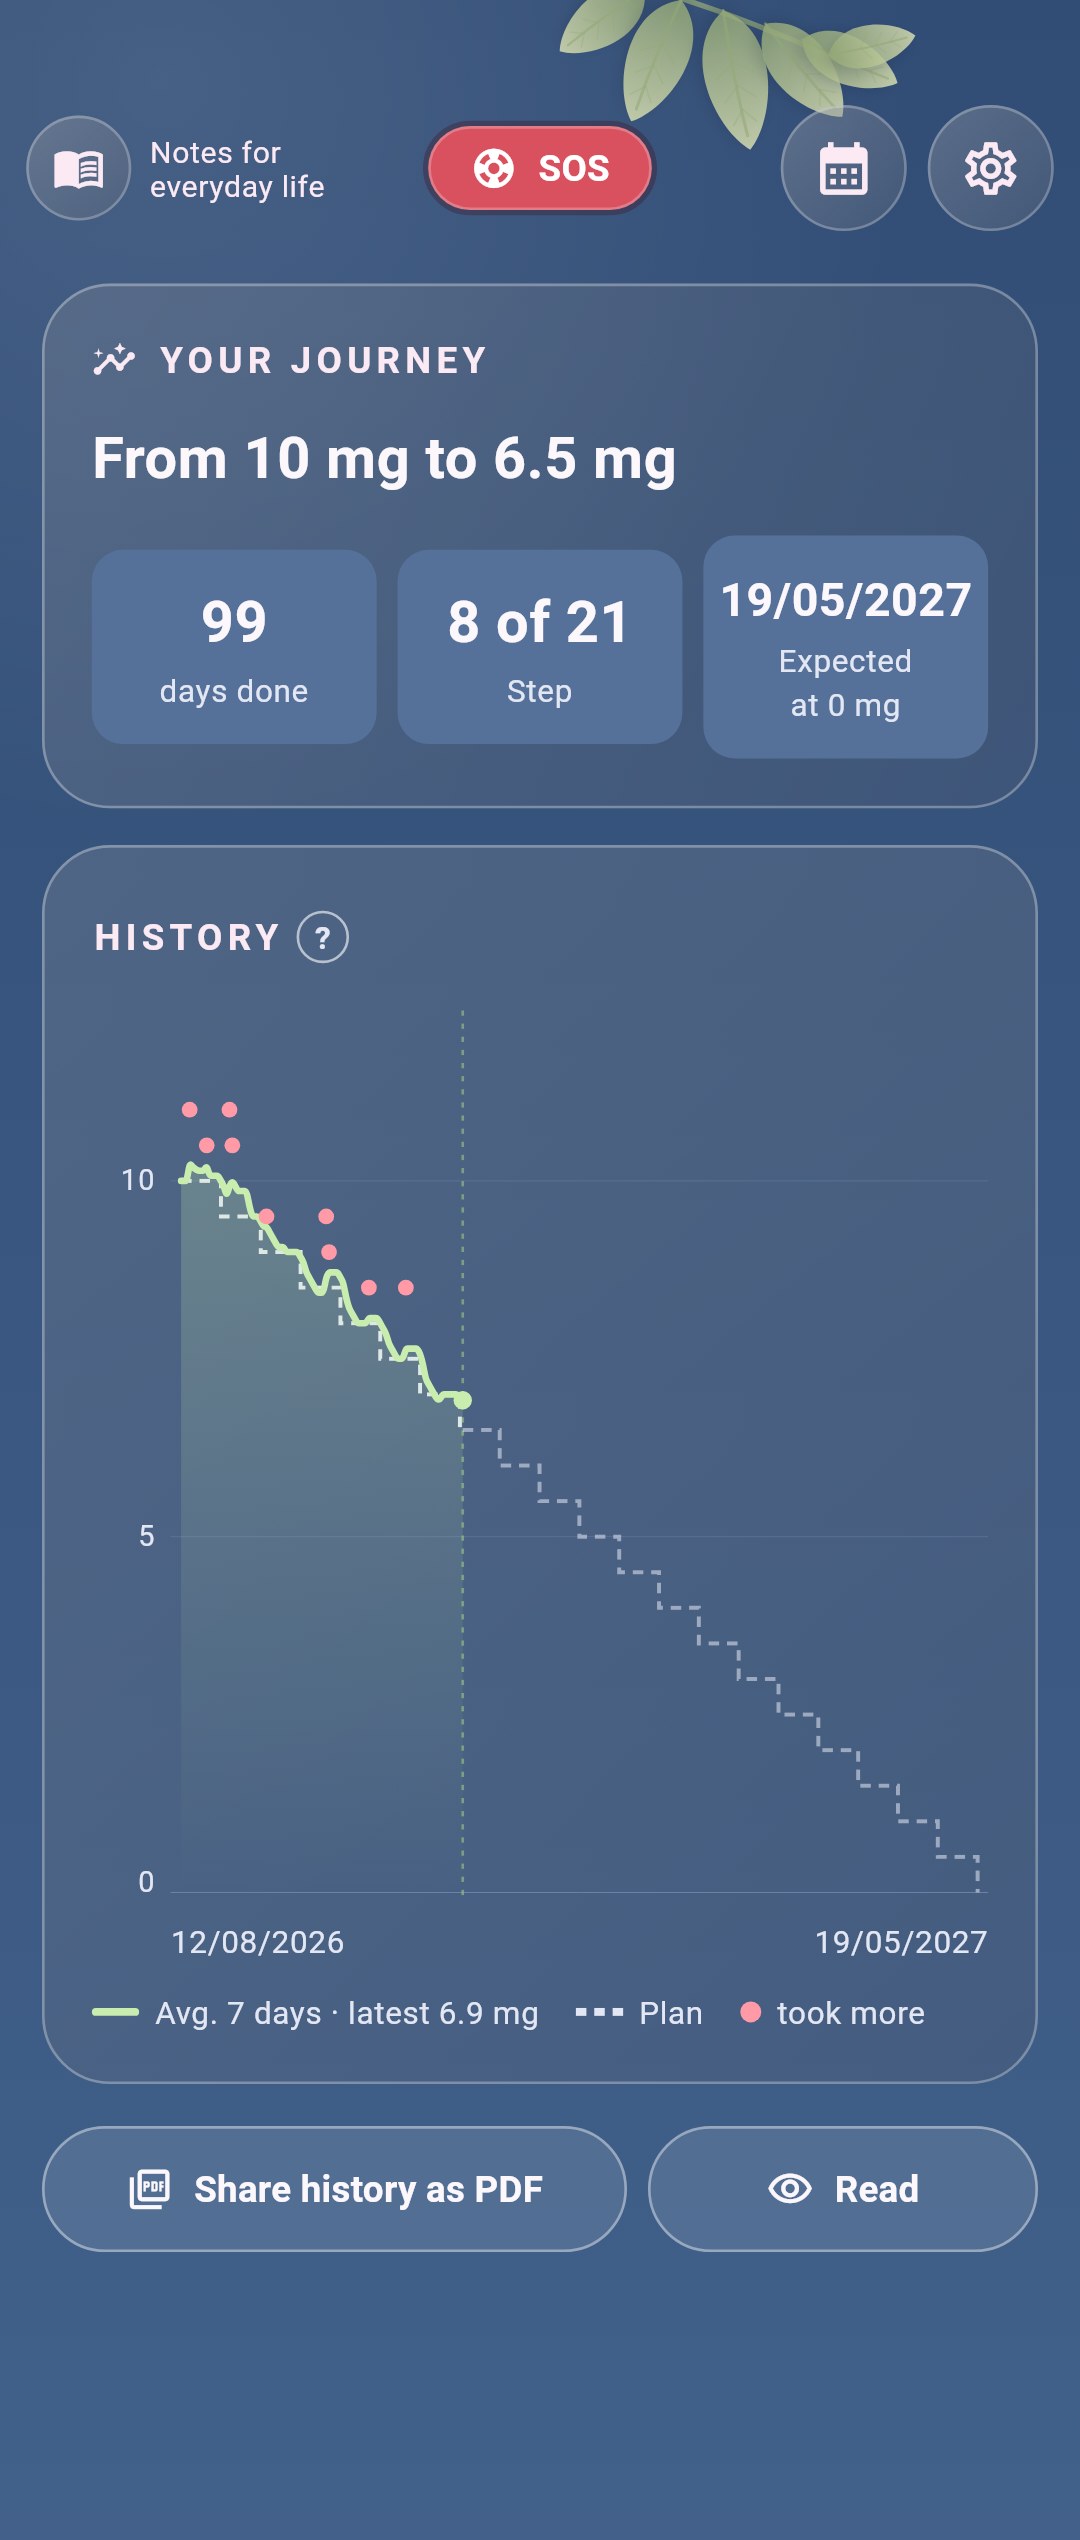 Notes for
everyday life
SOS
YOUR JOURNEY
From 10 mg to 6.5 mg
99
days done
8 of 21
Step
19/05/2027
Expected
at 0 mg
HISTORY ?
10
5
0
12/08/2026 19/05/2027
Avg. 7 days · latest 6.9 mg Plan took more
PDF Share history as PDF
Read